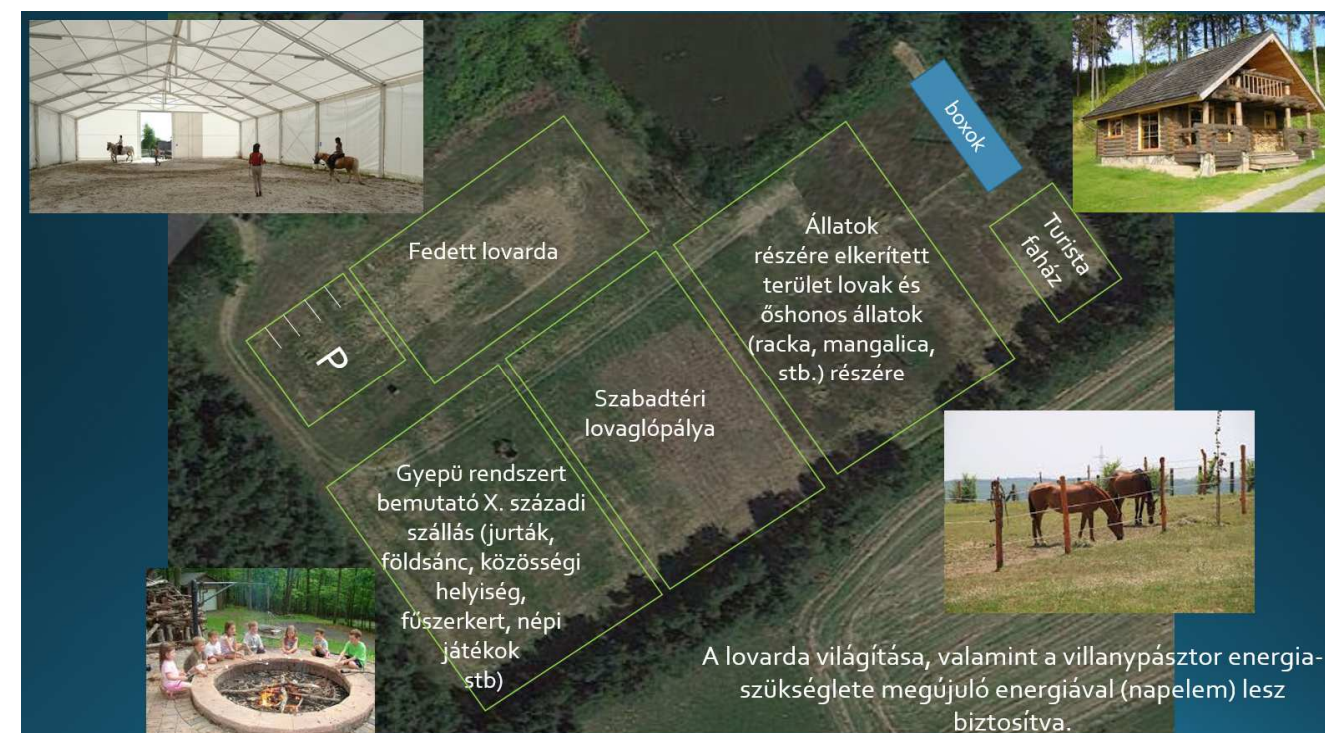 boxok
Turista
faház
Állatok
részére elkerített
terület lovak és
őshonos állatok
(racka, mangalica,
stb.) részére
Fedett lovarda
P
Szabadtéri
lovaglópálya
Gyepü rendszert
bemutató X. századi
szállás (jurták,
földsánc, közösségi
helyiség,
fűszerkert, népi
játékok
stb)
A lovarda világítása, valamint a villanypásztor energia-
szükséglete megújuló energiával (napelem) lesz
biztosítva.